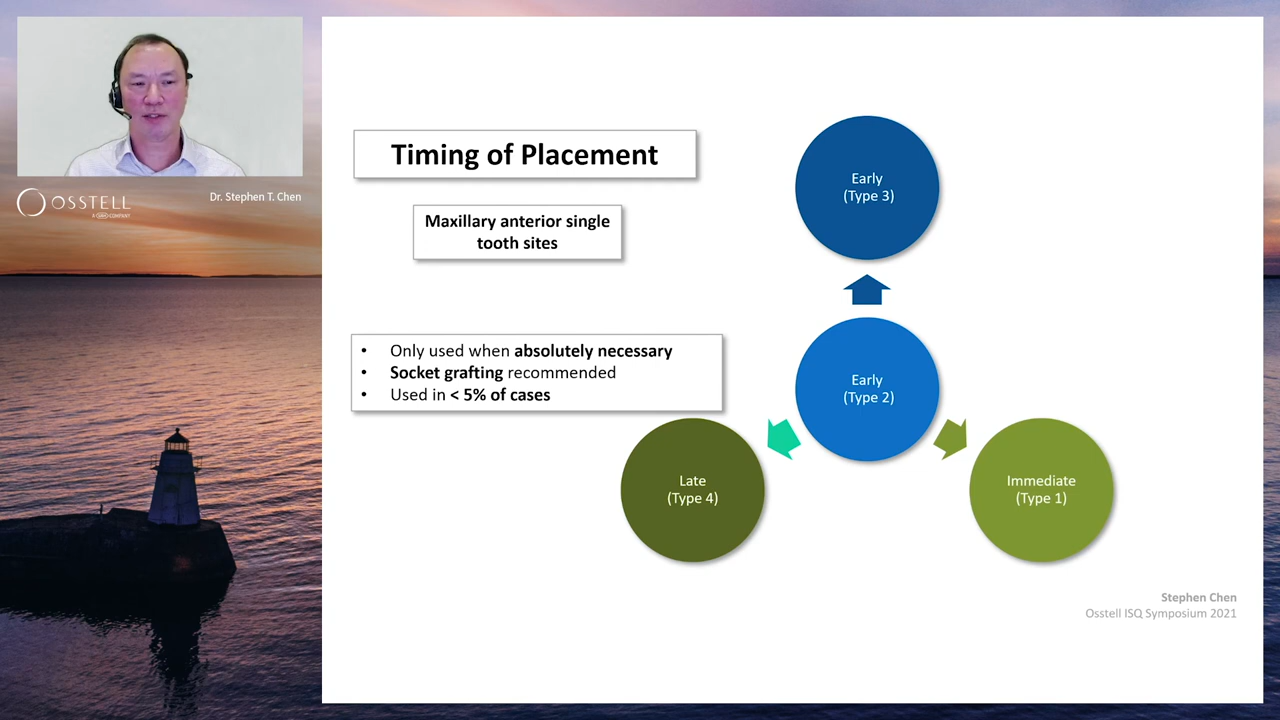 OSSTELL
A W&H COMPANY
Dr. Stephen T. Chen
Timing of Placement
Maxillary anterior single
tooth sites
• Only used when absolutely necessary
• Socket grafting recommended
• Used in < 5% of cases
Early
(Type 3)
Early
(Type 2)
Late
(Type 4)
Immediate
(Type 1)
Stephen Chen
Osstell ISQ Symposium 2021